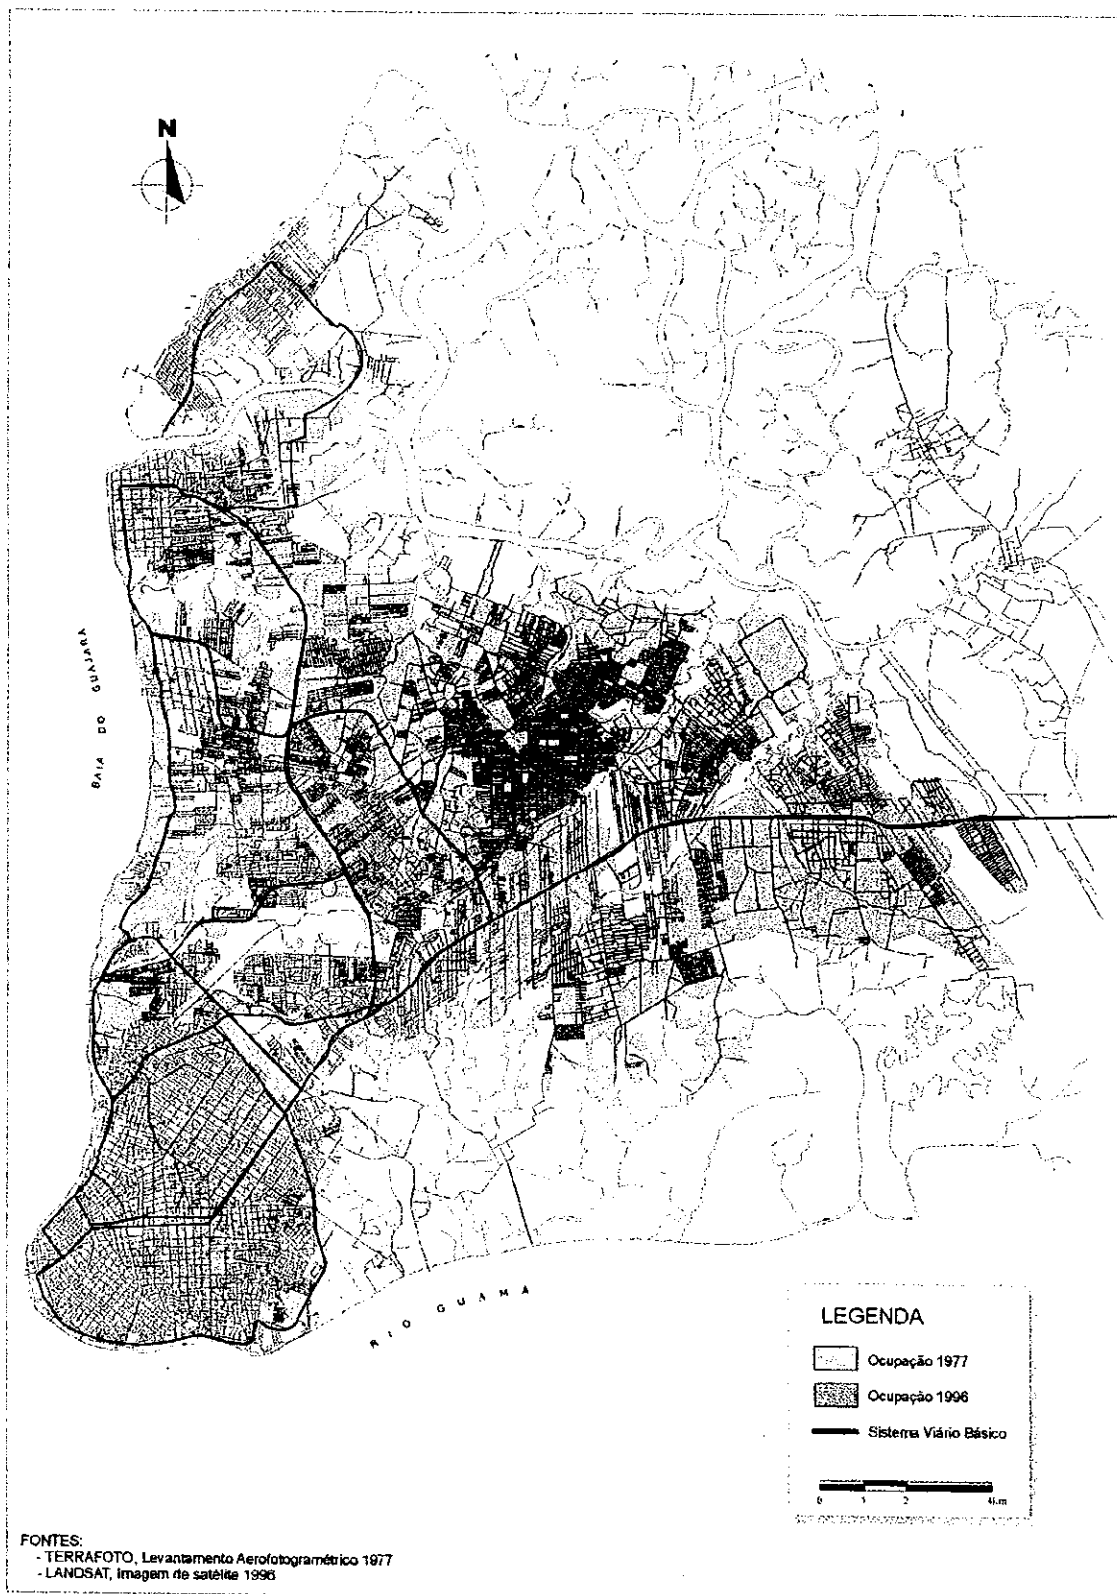 N
BAIA DO GUAJARA
RIO GUAMA
LEGENDA
Ocupação 1977
Ocupação 1996
Sistema Viário Básico
0 1 2 4km
FONTES:
- TERRAFOTO, Levantamento Aerofotogramétrico 1977
- LANDSAT, Imagem de satélite 1996